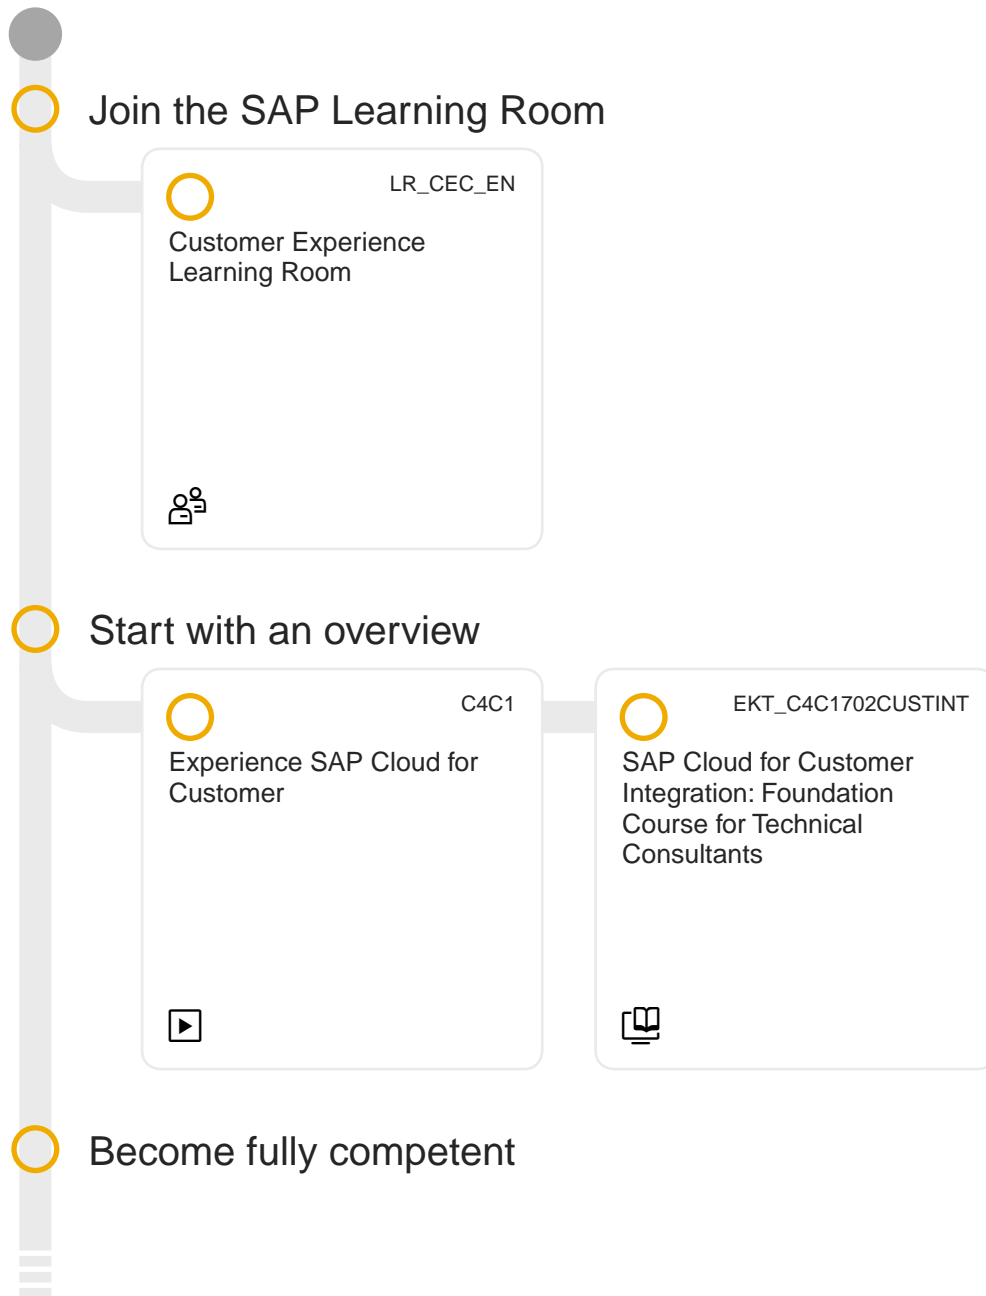 Join the SAP Learning Room
LR_CEC_EN
Customer Experience
Learning Room
Start with an overview
C4C1
Experience SAP Cloud for
Customer
EKT_C4C1702CUSTINT
SAP Cloud for Customer
Integration: Foundation
Course for Technical
Consultants
Become fully competent